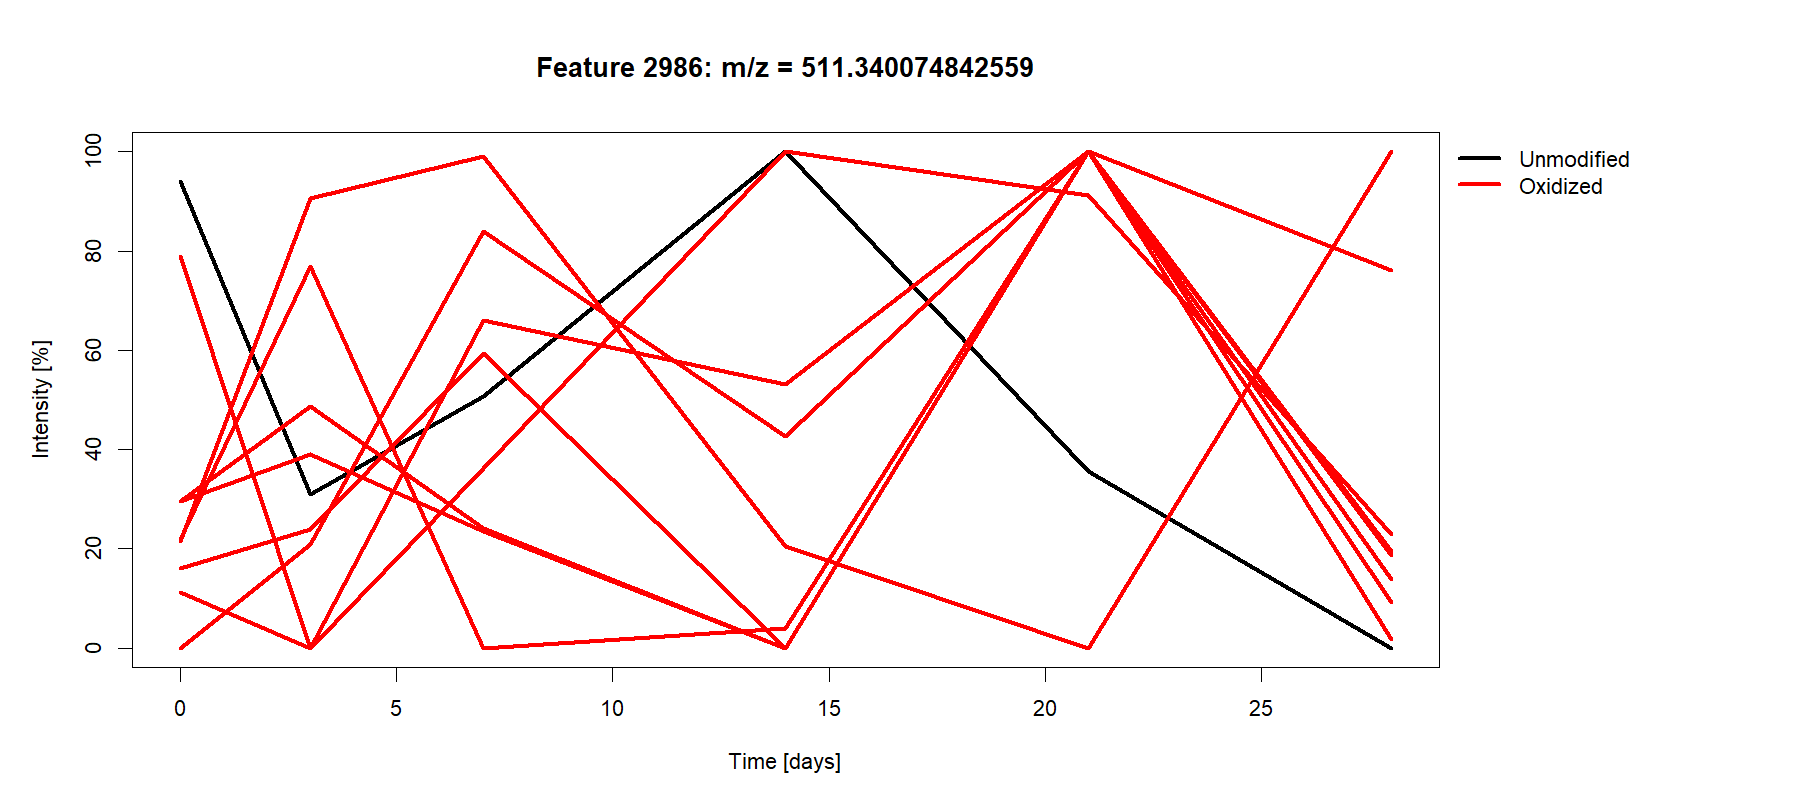 Feature 2986: m/z = 511.340074842559
Unmodified
Oxidized
Intensity [%]
100
80
60
40
20
0
0 5 10 15 20 25
Time [days]